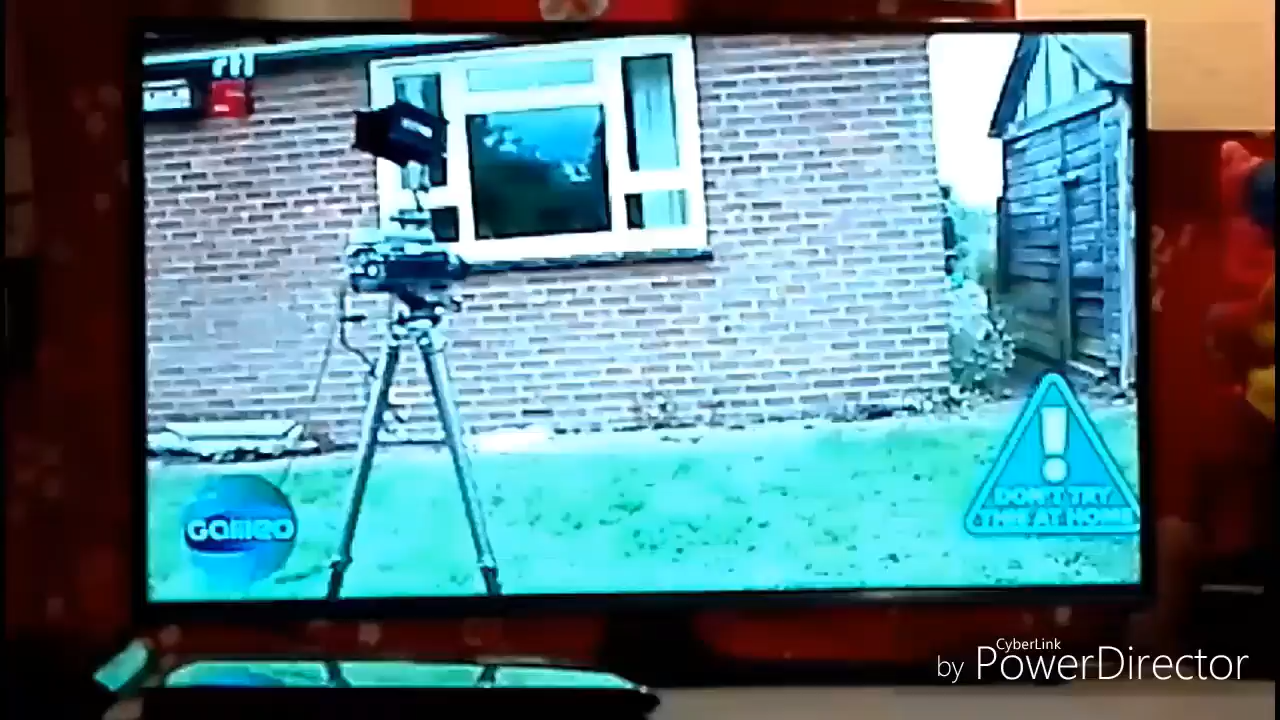 Galileo
DON'T TRY
THIS AT HOME
CyberLink
by PowerDirector